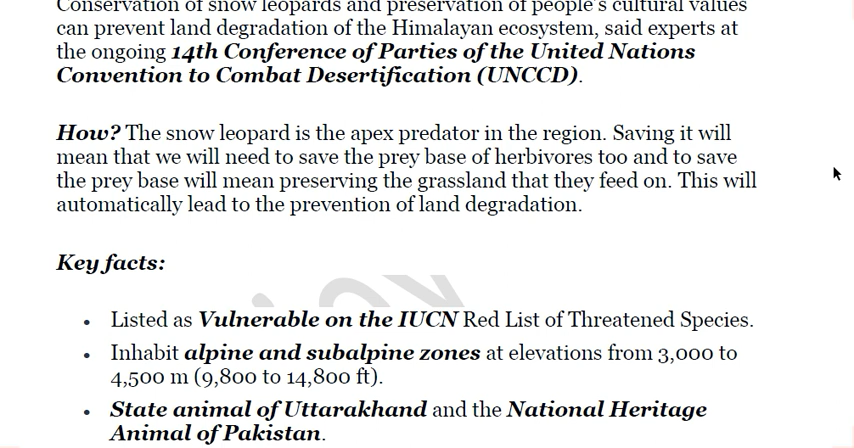 Conservation of snow leopards and preservation of people's cultural values
can prevent land degradation of the Himalayan ecosystem, said experts at
the ongoing 14th Conference of Parties of the United Nations
Convention to Combat Desertification (UNCCD).
How? The snow leopard is the apex predator in the region. Saving it will
mean that we will need to save the prey base of herbivores too and to save
the prey base will mean preserving the grassland that they feed on. This will
automatically lead to the prevention of land degradation.
Key facts:
• Listed as Vulnerable on the IUCN Red List of Threatened Species.
• Inhabit alpine and subalpine zones at elevations from 3,000 to
4,500 m (9,800 to 14,800 ft).
• State animal of Uttarakhand and the National Heritage
Animal of Pakistan.